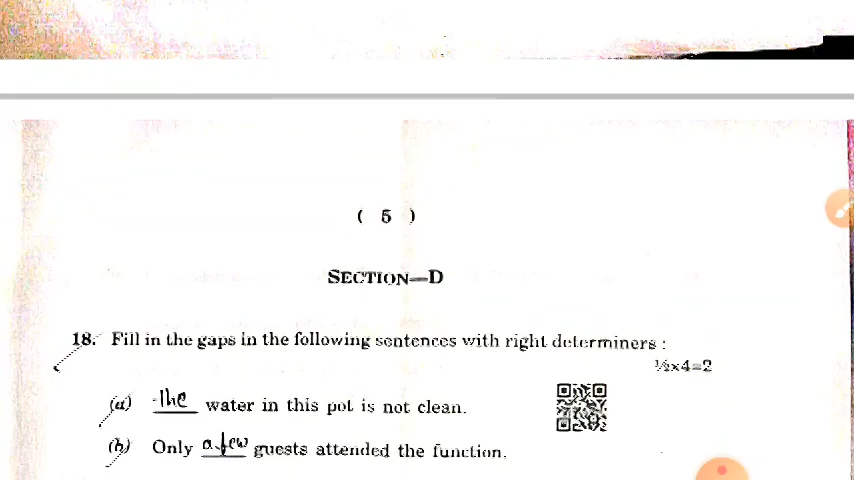 ( 5 )
SECTION—D
18. Fill in the gaps in the following sentences with right determiners :
½×4=2
(a) the water in this pot is not clean.
(b) Only a few guests attended the function.